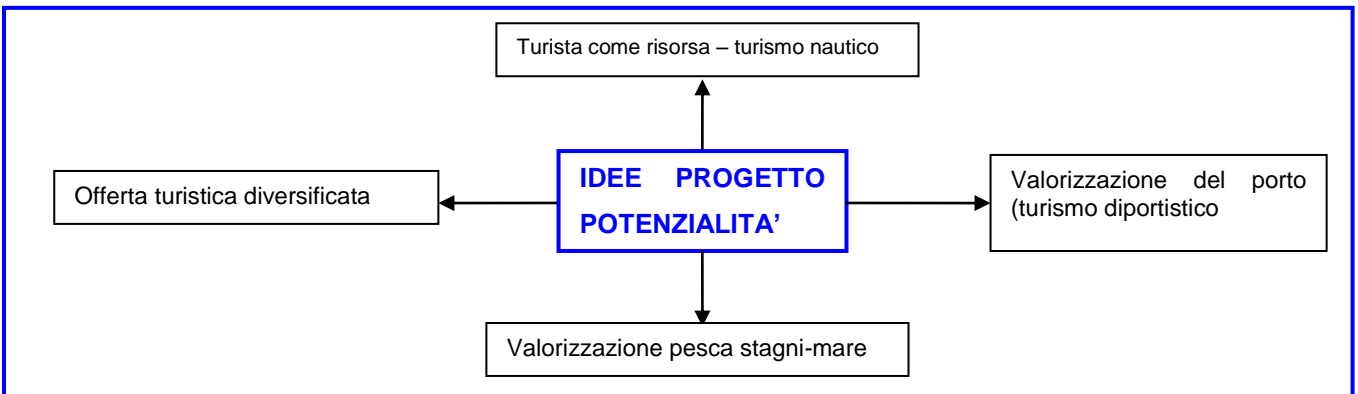 Turista come risorsa – turismo nautico
Offerta turistica diversificata
IDEE PROGETTO
POTENZIALITA’
Valorizzazione del porto
(turismo diportistico
Valorizzazione pesca stagni-mare